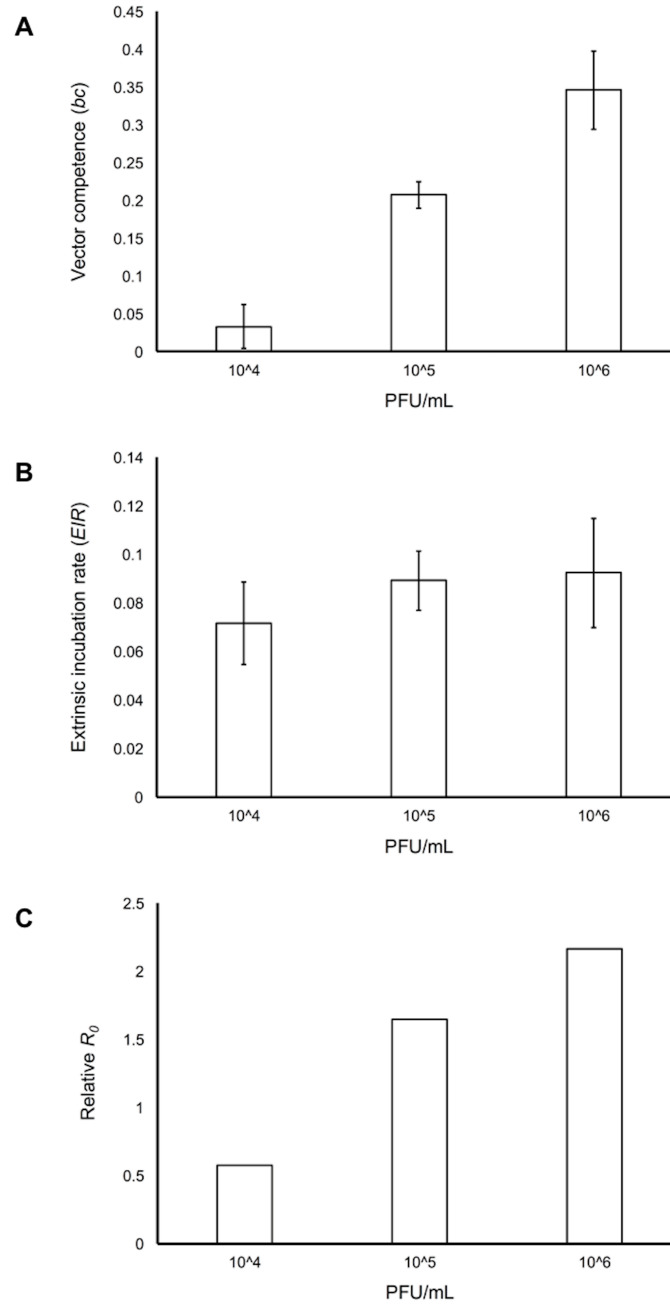 A
0.45
0.4
0.35
0.3
0.25
0.2
0.15
0.1
0.05
0
Vector competence (bc)
10^4 10^5 10^6
PFU/mL
B
0.14
0.12
0.1
0.08
0.06
0.04
0.02
0
Extrinsic incubation rate (EIR)
10^4 10^5 10^6
PFU/mL
C
2.5
2
1.5
1
0.5
0
Relative R0
10^4 10^5 10^6
PFU/mL